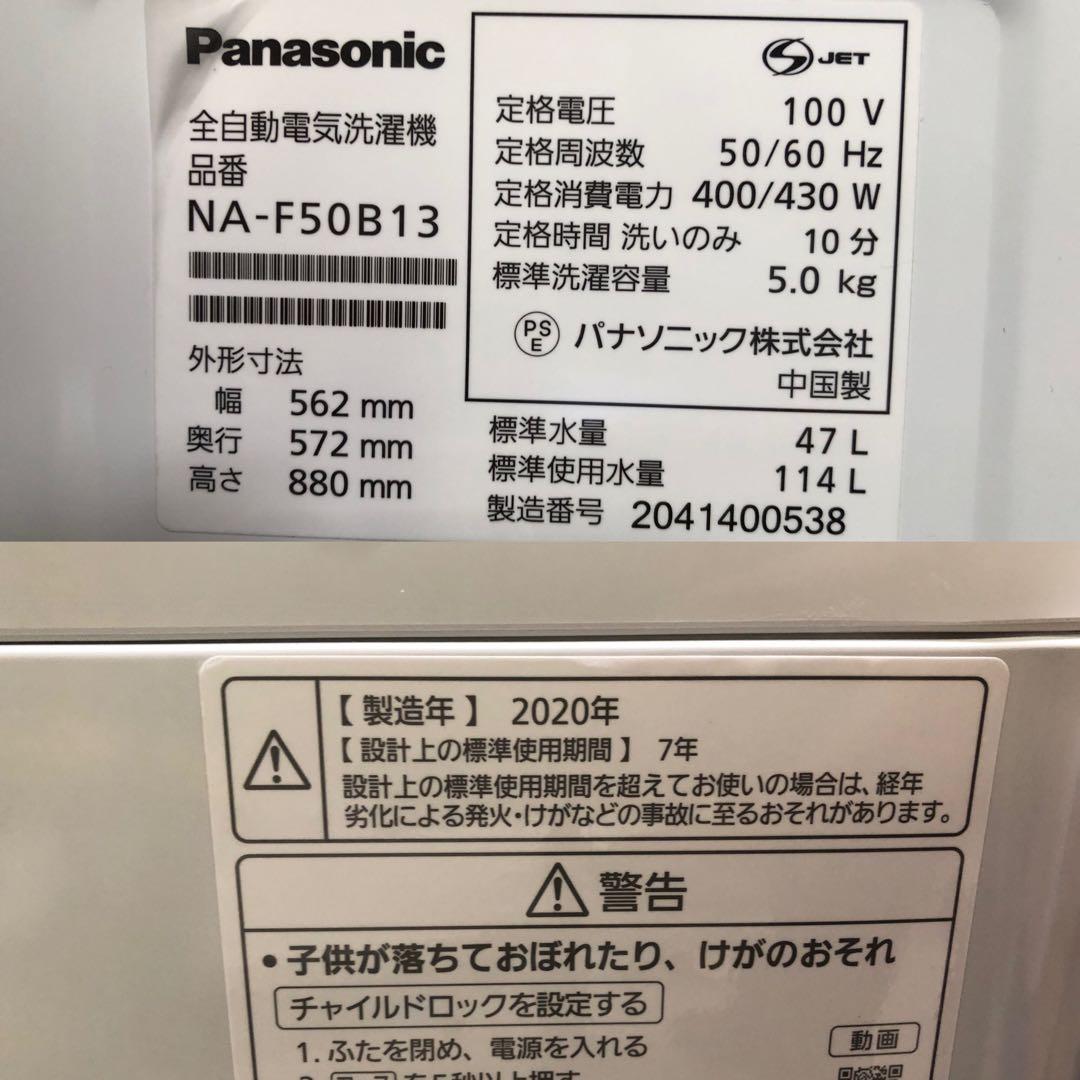 Panasonic
全自動電気洗濯機
品番
NA-F50B13
外形寸法
幅 562 mm
奥行 572 mm
高さ 880 mm
S JET
定格電圧 100 V
定格周波数 50/60 Hz
定格消費電力 400/430 W
定格時間 洗いのみ 10 分
標準洗濯容量 5.0 kg
PS E パナソニック株式会社
中国製
標準水量 47 L
標準使用水量 114 L
製造番号 2041400538
【 製造年 】 2020年
【 設計上の標準使用期間 】 7年
設計上の標準使用期間を超えてお使いの場合は、経年
劣化による発火・けがなどの事故に至るおそれがあります。
警告
• 子供が落ちておぼれたり、けがのおそれ
チャイルドロックを設定する
1. ふたを閉め、電源を入れる
動画
を5秒以上押す